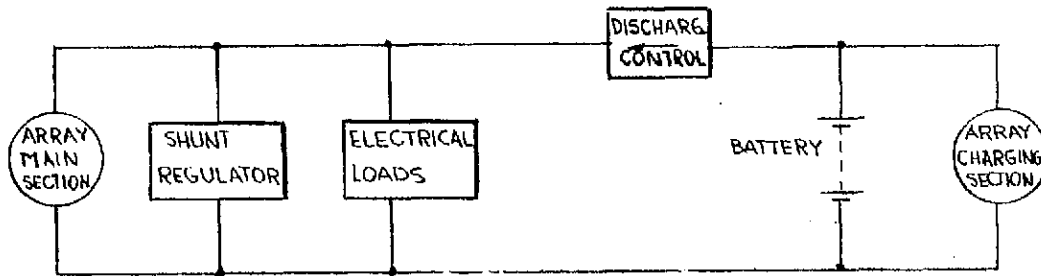 DISCHARG
CONTROL
ARRAY
MAIN
SECTION
SHUNT
REGULATOR
ELECTRICAL
LOADS
BATTERY
ARRAY
CHARGING
SECTION